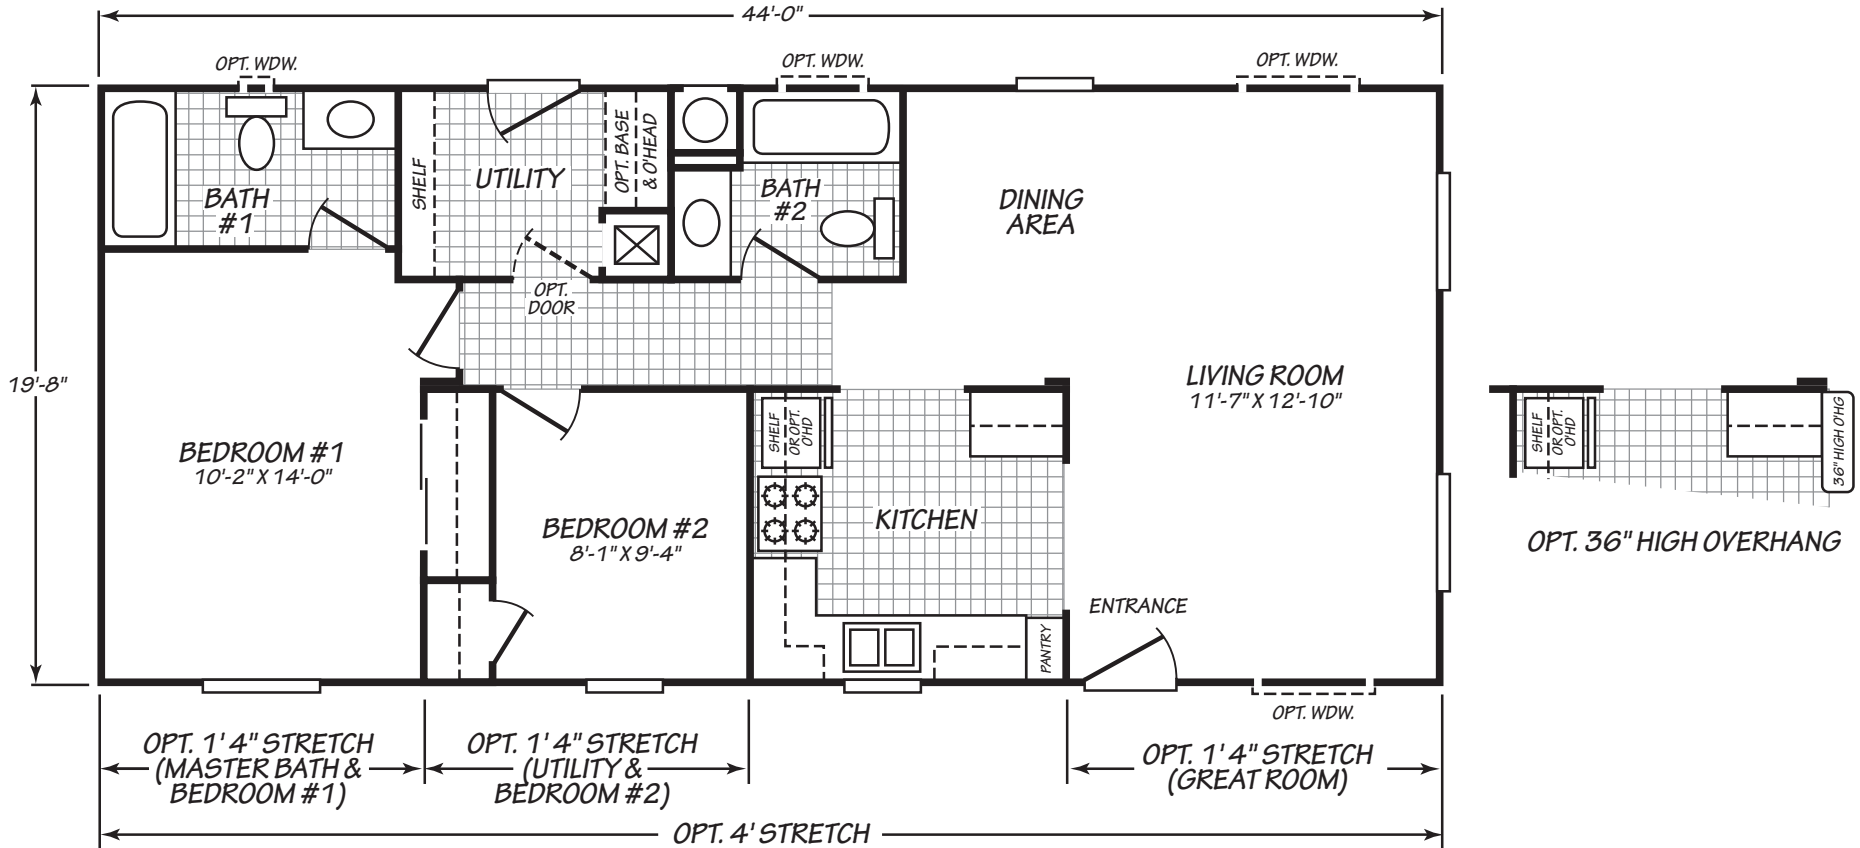 44'-0"
OPT. WDW.
OPT. WDW.
OPT. WDW.
SHELF
UTILITY
OPT. BASE
& O'HEAD
BATH
#1
BATH
#2
DINING
AREA
OPT.
DOOR
19'-8"
LIVING ROOM
11'-7" X 12'-10"
SHELF
OR OPT.
O'HD
SHELF
OR OPT.
O'HD
36" HIGH O'HG
BEDROOM #1
10'-2" X 14'-0"
BEDROOM #2
8'-1" X 9'-4"
KITCHEN
OPT. 36" HIGH OVERHANG
ENTRANCE
PANTRY
OPT. WDW.
OPT. 1' 4" STRETCH
(MASTER BATH &
BEDROOM #1)
OPT. 1' 4" STRETCH
(UTILITY &
BEDROOM #2)
OPT. 1' 4" STRETCH
(GREAT ROOM)
OPT. 4' STRETCH